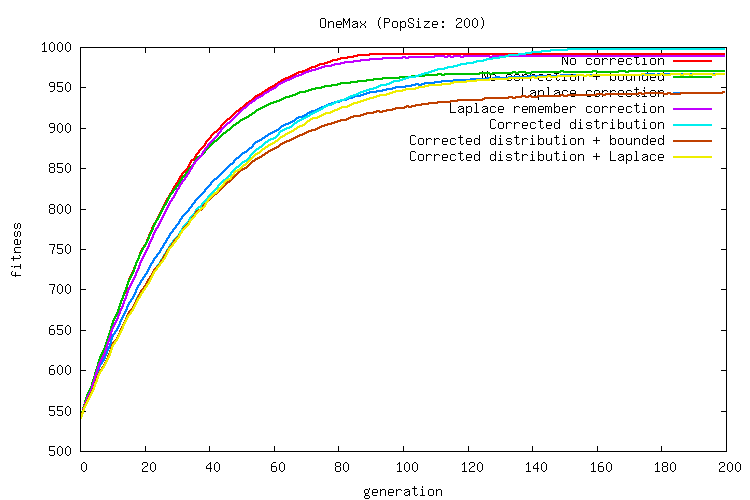 OneMax (PopSize: 200)
1000
950
900
850
800
750
700
650
600
550
500
fitness
No correction
No correction + bounded
Laplace correction
Laplace remember correction
Corrected distribution
Corrected distribution + bounded
Corrected distribution + Laplace
0 20 40 60 80 100 120 140 160 180 200
generation